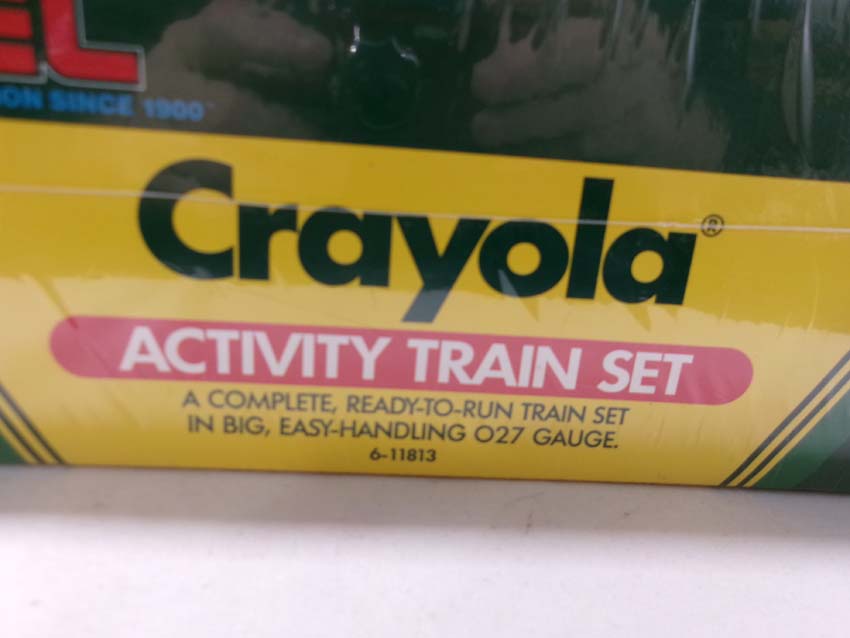 EL
ON SINCE 1900
Crayola®
ACTIVITY TRAIN SET
A COMPLETE, READY-TO-RUN TRAIN SET
IN BIG, EASY-HANDLING O27 GAUGE.
6-11813